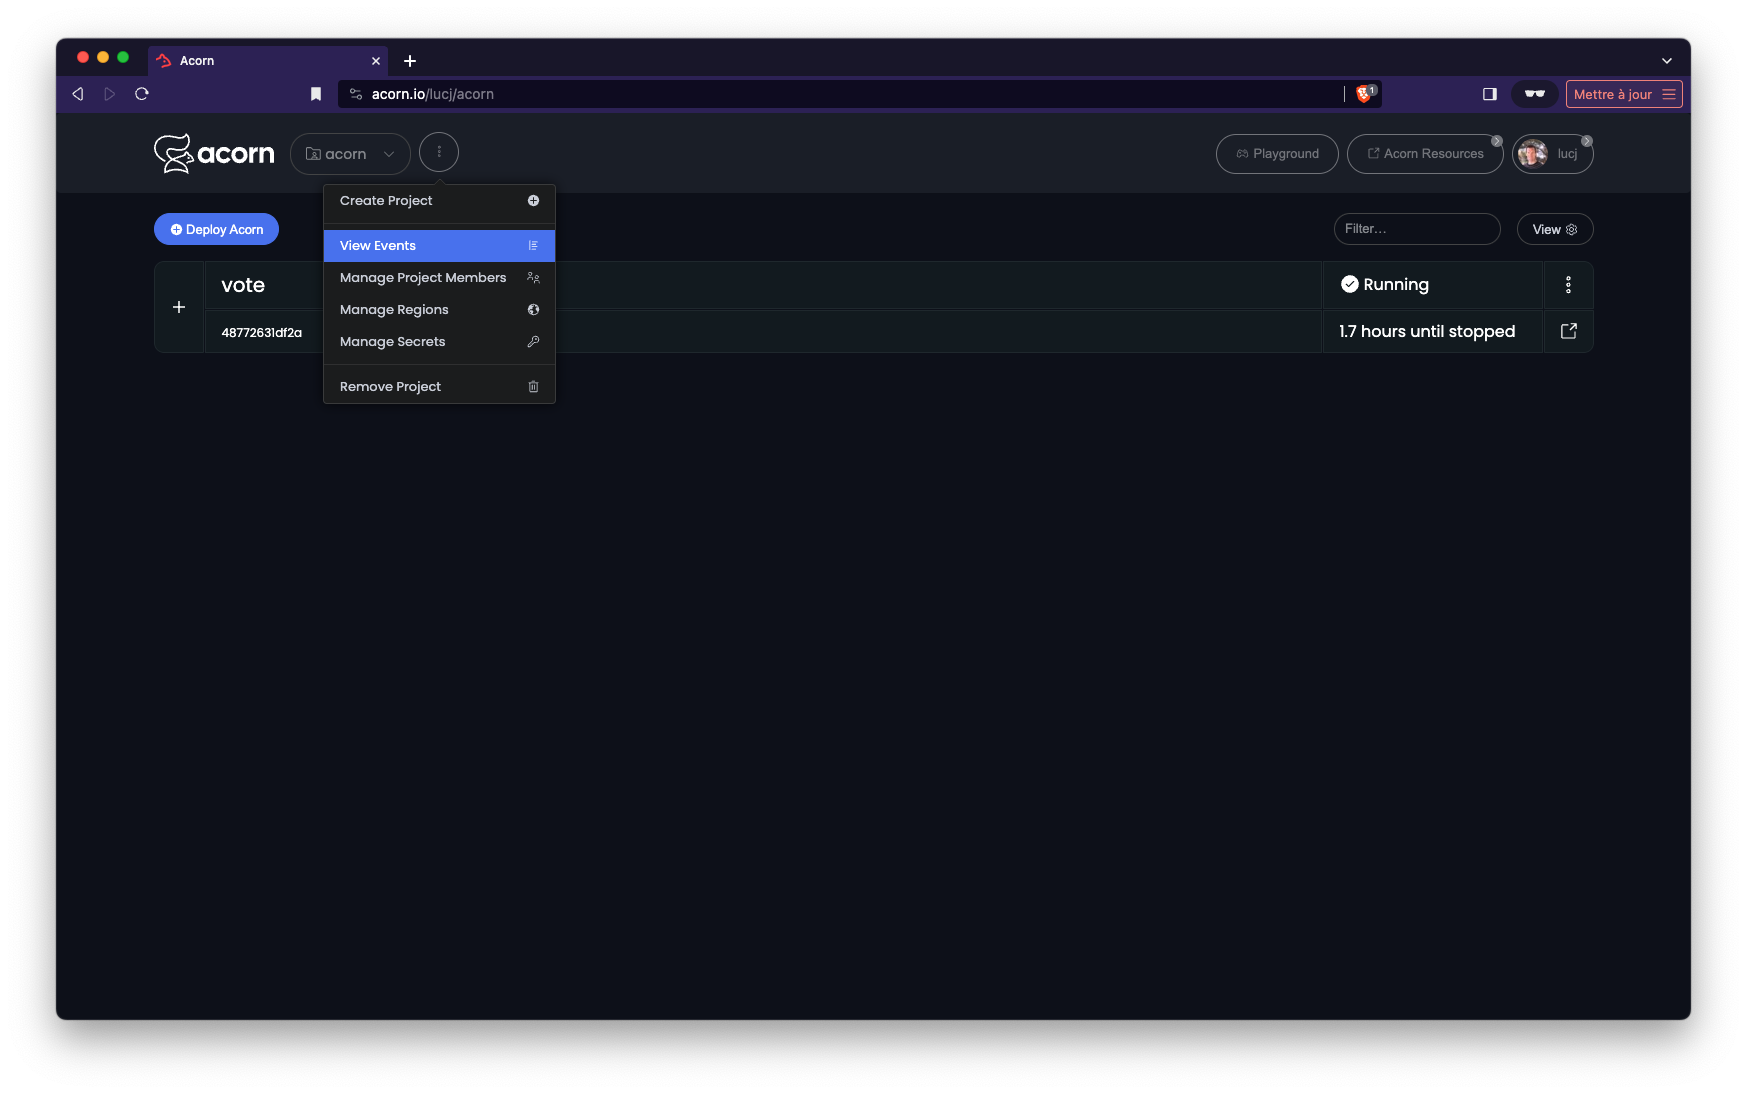 Acorn
acorn.io/lucj/acorn
1
Mettre à jour
acorn
acorn
Playground
Acorn Resources
lucj
Create Project
View Events
Manage Project Members
Manage Regions
Manage Secrets
Remove Project
Deploy Acorn
Filter...
View
vote
Running
48772631df2a
1.7 hours until stopped